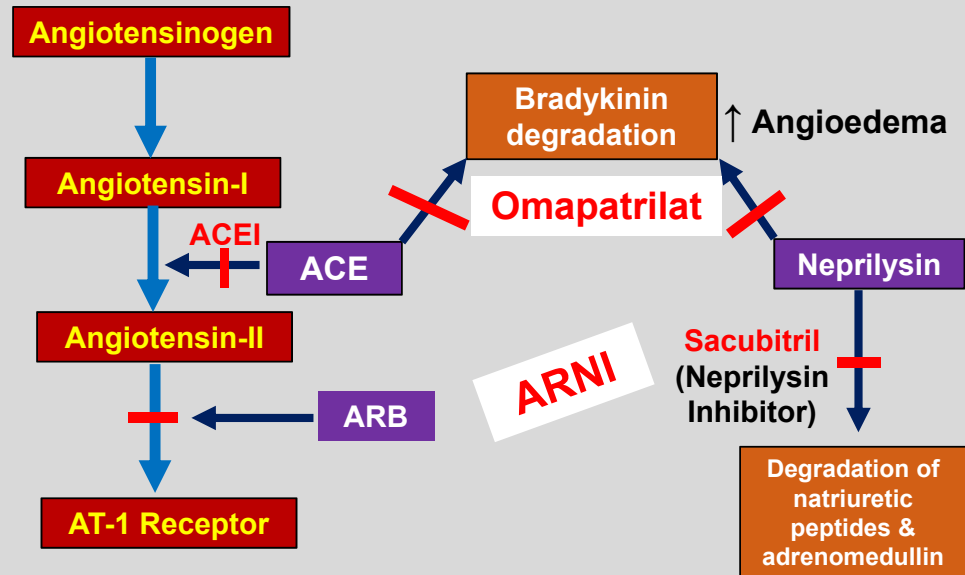 Angiotensinogen
Bradykinin
degradation
↑ Angioedema
Angiotensin-I
Omapatrilat
ACEI
ACE
Neprilysin
Angiotensin-II
Sacubitril
(Neprilysin
Inhibitor)
ARNI
ARB
Degradation of
natriuretic
peptides &
adrenomedullin
AT-1 Receptor